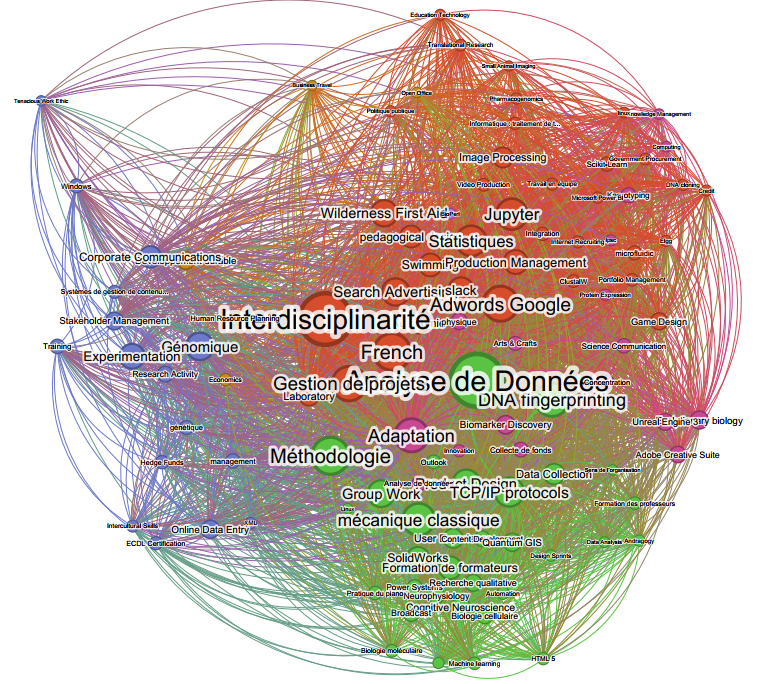 Education Technology
Translational Research
Small Animal Imaging
Business Travel
Open Office
Pharmacogenomics
Tenacious Work Ethic
Politique publique
linux
Knowledge Management
Informatique : traitement de t...
Computing
Image Processing
Government Procurement
Scikit-Learn
Windows
Video Production
Travail en équipe
DNA cloning
Credit
Microsoft Power BI
Wilderness First Aid
BioPerl
Jupyter
pedagogical
Statistiques
Integration
Internet Recruiting
Elgg
Corporate Communications
microfluidic
Swimming
Production Management
ClustalW
Portfolio Management
Systèmes de gestion de contenu...
Search Advertising
slack
Protein Expression
Adwords Google
Human Resource Planning
Interdisciplinarité
physique
Stakeholder Management
Game Design
Training
Génomique
French
Arts & Crafts
Science Communication
Experimentation
Research Activity
Economics
Gestion de projets
Analyse de Données
Concentration
Laboratory
DNA fingerprinting
génétique
Adaptation
Biomarker Discovery
Unreal Engine 3
Méthodologie
Innovation
Collecte de fonds
Adobe Creative Suite
Hedge Funds
management
Outlook
Data Collection
Sens de l'organisation
Analyse de données
Group Work
TCP/IP protocols
Formation des professeurs
Linux
mécanique classique
Intercultural Skills
Online Data Entry
XML
ECDL Certification
Content Development
Quantum GIS
Data Analysis
Andragogy
SolidWorks
Design Sprints
Formation de formateurs
Recherche qualitative
Power Systems
Pratique du piano
Neurophysiology
Automation
Cognitive Neuroscience
Broadcast
Biologie cellulaire
Biologie moléculaire
Machine learning
HTML 5